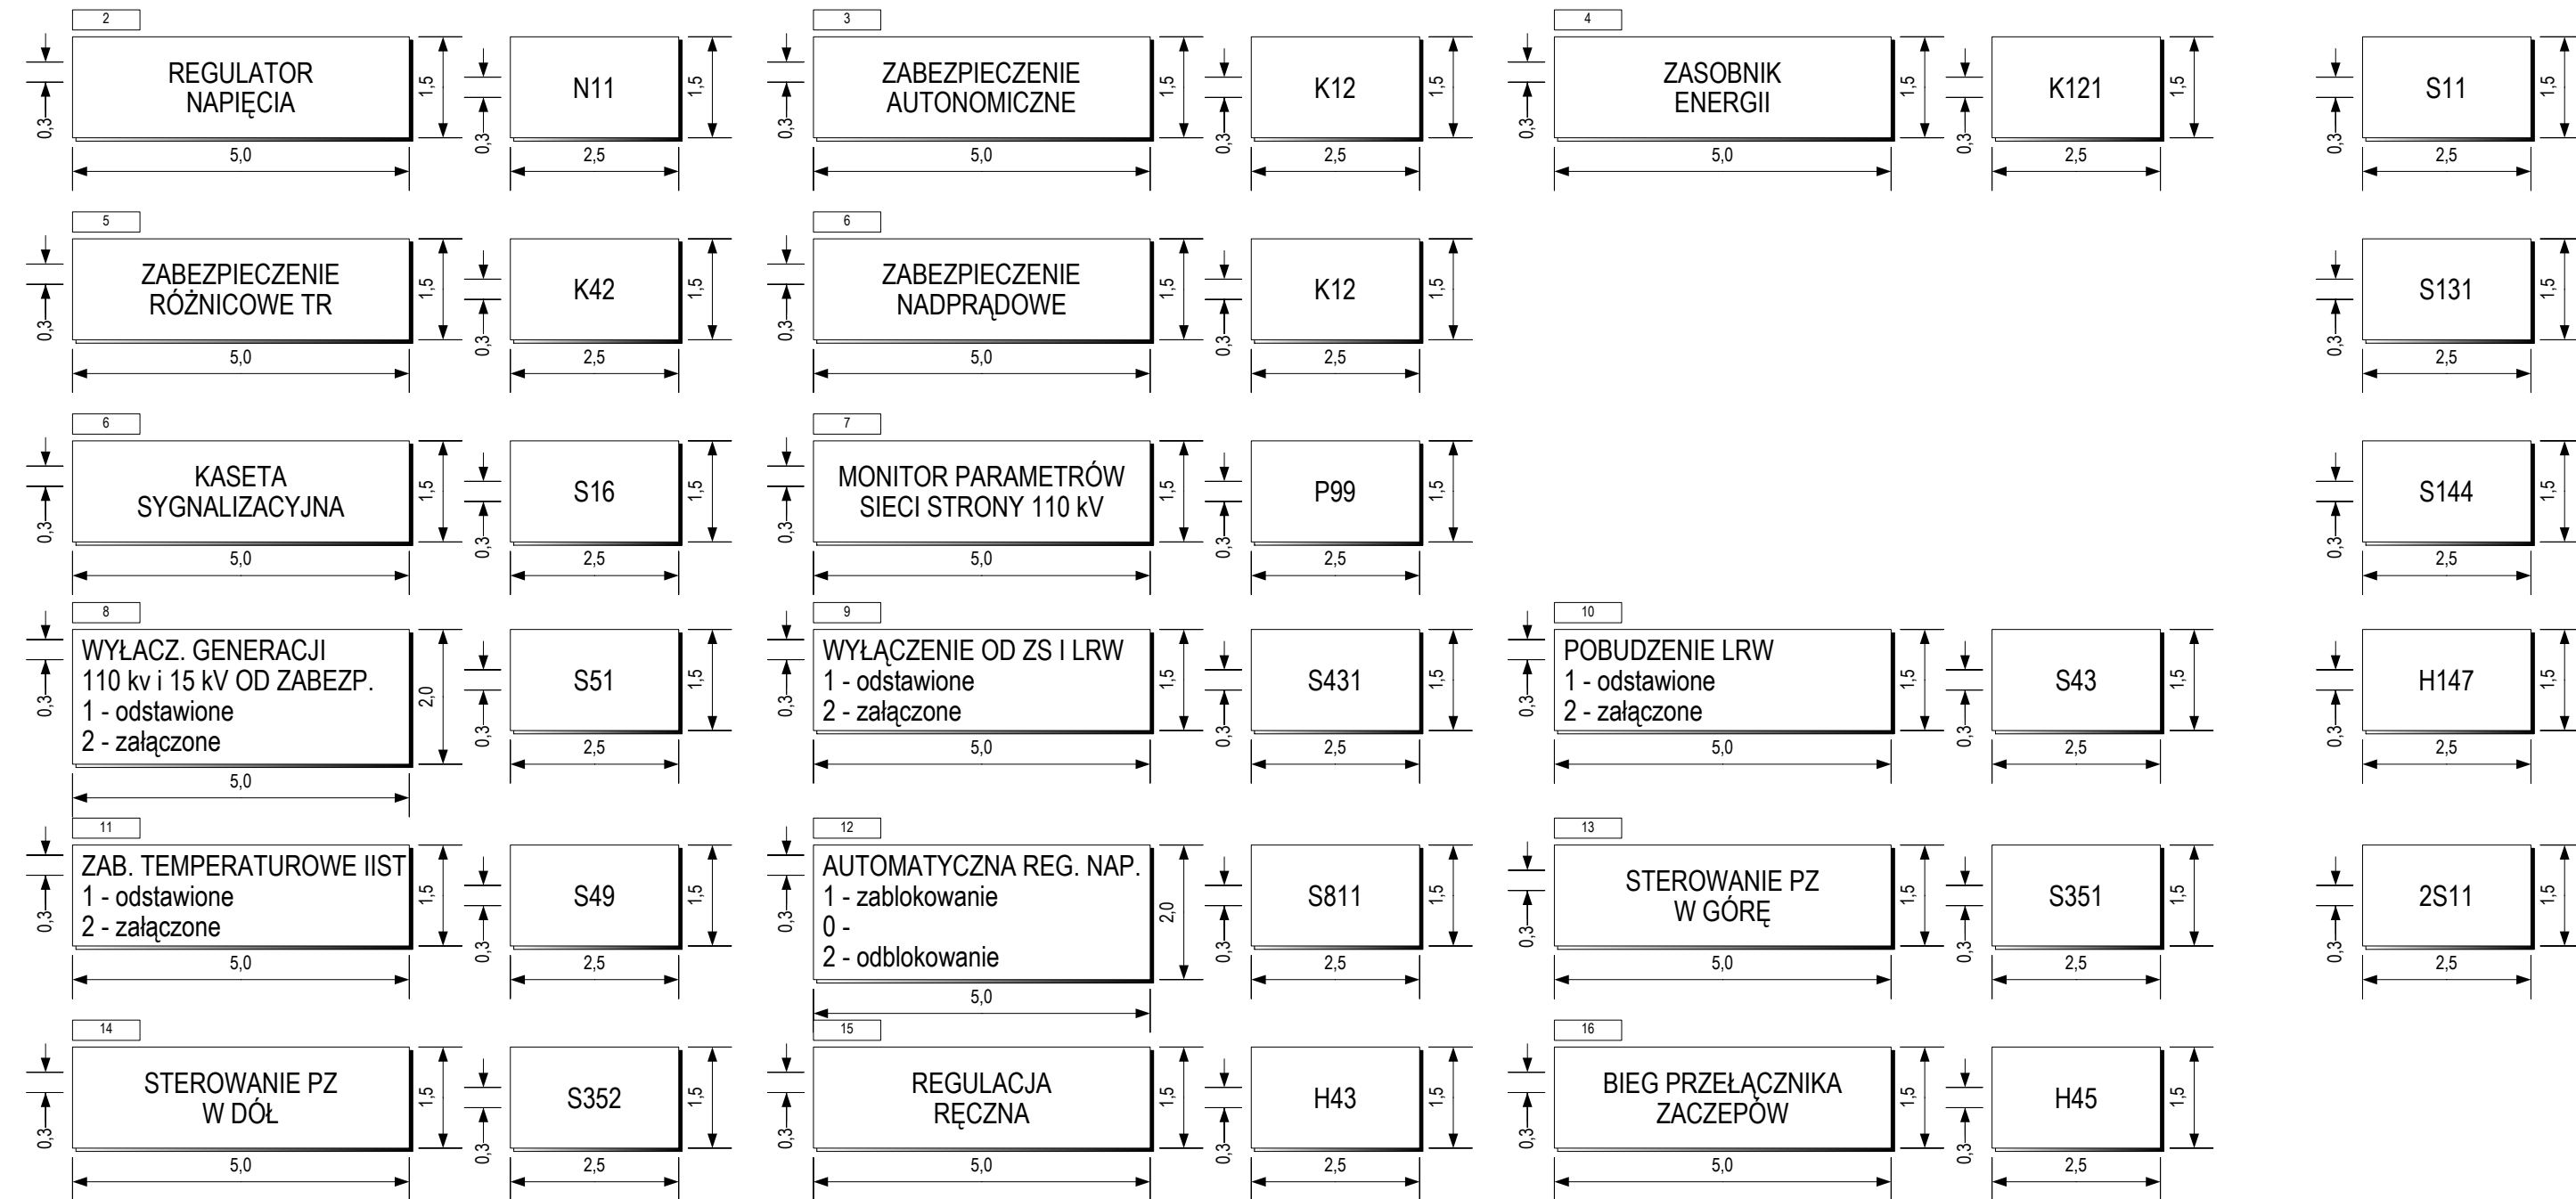 2
REGULATOR
NAPIĘCIA
0,3
1,5
5,0
N11
0,3
1,5
2,5
3
ZABEZPIECZENIE
AUTONOMICZNE
0,3
1,5
5,0
K12
0,3
1,5
2,5
4
ZASOBNIK
ENERGII
0,3
1,5
5,0
K121
0,3
1,5
2,5
S11
0,3
1,5
2,5
5
ZABEZPIECZENIE
RÓŻNICOWE TR
0,3
1,5
5,0
K42
0,3
1,5
2,5
6
ZABEZPIECZENIE
NADPRĄDOWE
0,3
1,5
5,0
K12
0,3
1,5
2,5
S131
0,3
1,5
2,5
6
KASETA
SYGNALIZACYJNA
0,3
1,5
5,0
S16
0,3
1,5
2,5
7
MONITOR PARAMETRÓW
SIECI STRONY 110 kV
0,3
1,5
5,0
P99
0,3
1,5
2,5
S144
0,3
1,5
2,5
8
WYŁACZ. GENERACJI
110 kv i 15 kV OD ZABEZP.
1 - odstawione
2 - załączone
0,3
2,0
5,0
S51
0,3
1,5
2,5
9
WYŁĄCZENIE OD ZS I LRW
1 - odstawione
2 - załączone
0,3
1,5
5,0
S431
0,3
1,5
2,5
10
POBUDZENIE LRW
1 - odstawione
2 - załączone
0,3
1,5
5,0
S43
0,3
1,5
2,5
H147
0,3
1,5
2,5
11
ZAB. TEMPERATUROWE IIST
1 - odstawione
2 - załączone
0,3
1,5
5,0
S49
0,3
1,5
2,5
12
AUTOMATYCZNA REG. NAP.
1 - zablokowanie
0 -
2 - odblokowanie
0,3
2,0
5,0
S811
0,3
1,5
2,5
13
STEROWANIE PZ
W GÓRĘ
0,3
1,5
5,0
S351
0,3
1,5
2,5
2S11
0,3
1,5
2,5
14
STEROWANIE PZ
W DÓŁ
0,3
1,5
5,0
S352
0,3
1,5
2,5
15
REGULACJA
RĘCZNA
0,3
1,5
5,0
H43
0,3
1,5
2,5
16
BIEG PRZEŁĄCZNIKA
ZACZEPÓW
0,3
1,5
5,0
H45
0,3
1,5
2,5